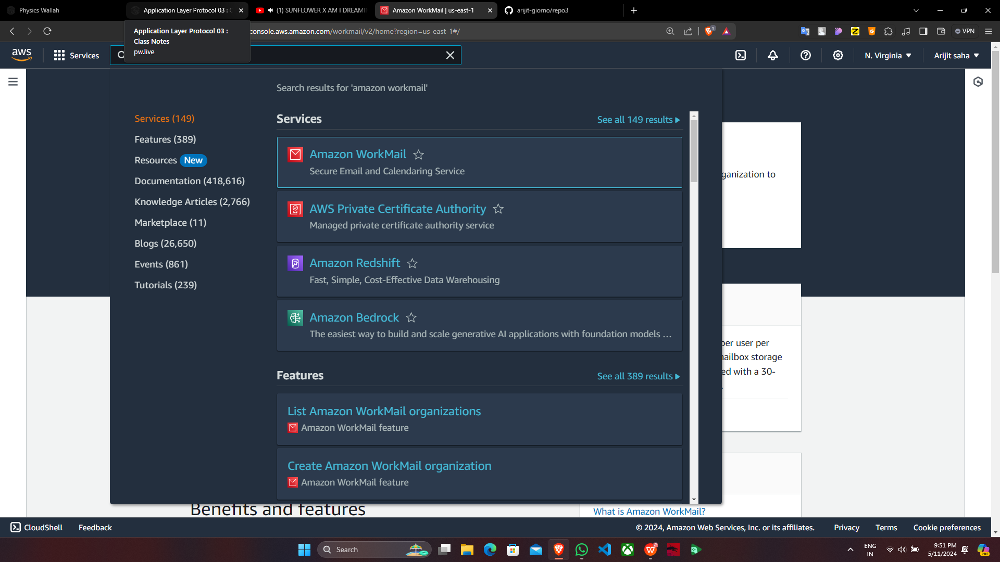 Physics Wallah
Application Layer Protocol 03 :
(1) SUNFLOWER X AM I DREAMIN
Amazon WorkMail | us-east-1
arijit-giorno/repo3
Application Layer Protocol 03 :
Class Notes
pw.live
console.aws.amazon.com/workmail/v2/home?region=us-east-1#/
1
VPN
aws
Services
N. Virginia
Arijit saha
Search results for 'amazon workmail'
Services (149)
Features (389)
Resources New
Documentation (418,616)
Knowledge Articles (2,766)
Marketplace (11)
Blogs (26,650)
Events (861)
Tutorials (239)
Services
See all 149 results
Amazon WorkMail
Secure Email and Calendaring Service
AWS Private Certificate Authority
Managed private certificate authority service
Amazon Redshift
Fast, Simple, Cost-Effective Data Warehousing
Amazon Bedrock
The easiest way to build and scale generative AI applications with foundation models ...
Features
See all 389 results
List Amazon WorkMail organizations
Amazon WorkMail feature
Create Amazon WorkMail organization
Amazon WorkMail feature
ganization to
per user per
mailbox storage
ed with a 30-
Benefits and features
What is Amazon WorkMail?
CloudShell
Feedback
© 2024, Amazon Web Services, Inc. or its affiliates.
Privacy
Terms
Cookie preferences
Search
ENG
IN
9:51 PM
5/11/2024
PRE